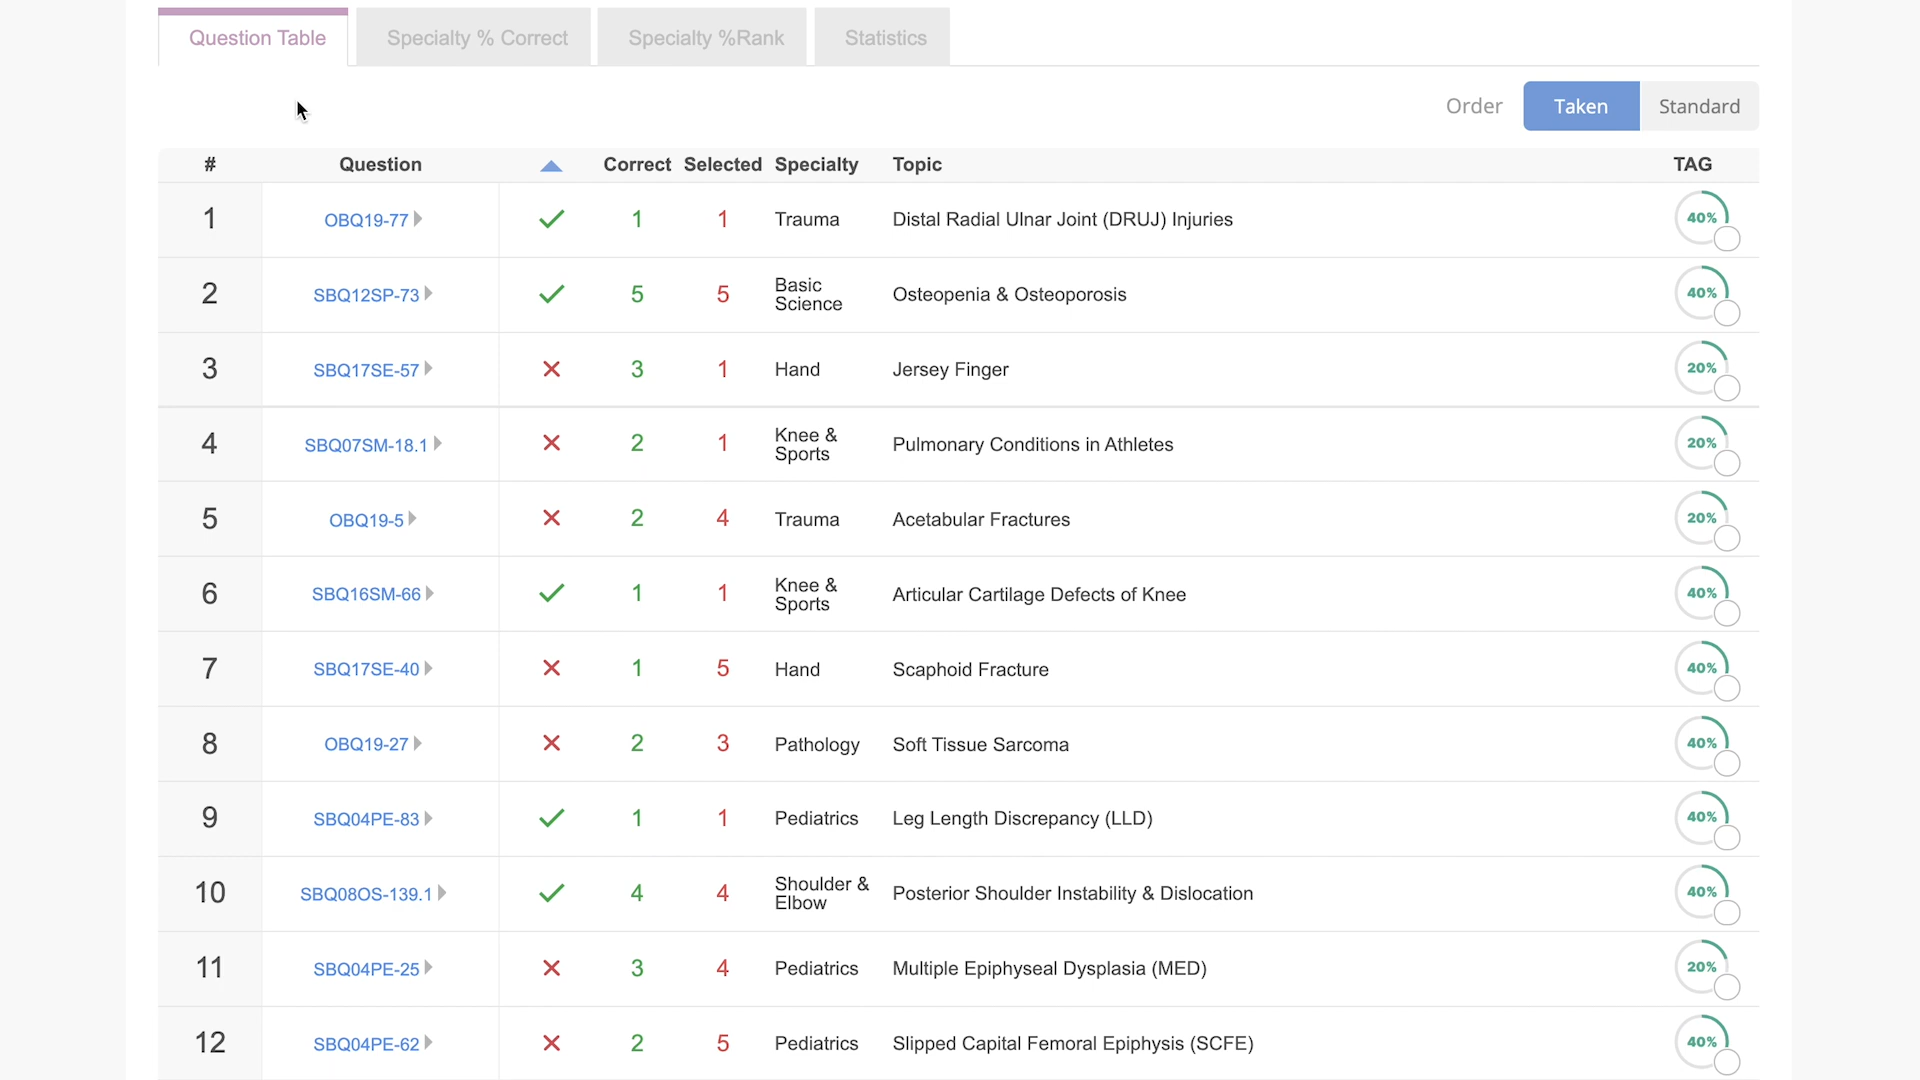 Question Table Specialty % Correct Specialty %Rank Statistics
Order Taken Standard
# Question Correct Selected Specialty Topic TAG
1 OBQ19-77 1 1 Trauma Distal Radial Ulnar Joint (DRUJ) Injuries 40%
2 SBQ12SP-73 5 5 Basic Science Osteopenia & Osteoporosis 40%
3 SBQ17SE-57 3 1 Hand Jersey Finger 20%
4 SBQ07SM-18.1 2 1 Knee & Sports Pulmonary Conditions in Athletes 20%
5 OBQ19-5 2 4 Trauma Acetabular Fractures 20%
6 SBQ16SM-66 1 1 Knee & Sports Articular Cartilage Defects of Knee 40%
7 SBQ17SE-40 1 5 Hand Scaphoid Fracture 40%
8 OBQ19-27 2 3 Pathology Soft Tissue Sarcoma 40%
9 SBQ04PE-83 1 1 Pediatrics Leg Length Discrepancy (LLD) 40%
10 SBQ08OS-139.1 4 4 Shoulder & Elbow Posterior Shoulder Instability & Dislocation 40%
11 SBQ04PE-25 3 4 Pediatrics Multiple Epiphyseal Dysplasia (MED) 20%
12 SBQ04PE-62 2 5 Pediatrics Slipped Capital Femoral Epiphysis (SCFE) 40%